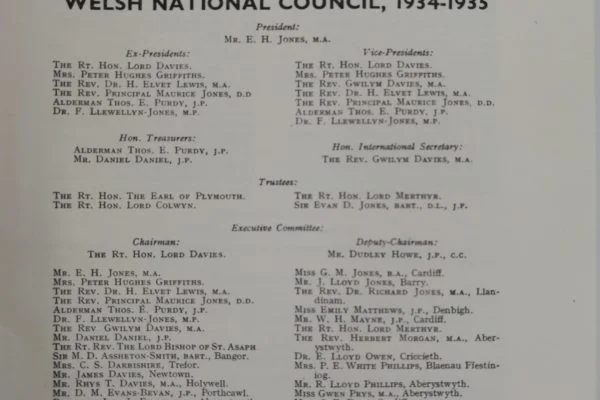 WELSH NATIONAL COUNCIL, 1934-1935
President:
MR. E. H. JONES, M.A.
Ex-Presidents:
THE RT. HON. LORD DAVIES.
MRS. PETER HUGHES GRIFFITHS.
THE REV. DR. H. ELVET LEWIS, M.A.
THE REV. PRINCIPAL MAURICE JONES, D.D
ALDERMAN THOS. E. PURDY, J.P.
DR. F. LLEWELLYN-JONES, M.P
Vice-Presidents:
THE RT. HON. LORD DAVIES.
MRS. PETER HUGHES GRIFFITHS.
THE REV. GWILYM DAVIES, M.A.
THE REV. DR. H. ELVET LEWIS, M.A.
THE REV. PRINCIPAL MAURICE JONES, D.D.
ALDERMAN THOS. E. PURDY, J.P.
DR. F. LLEWELLYN-JONES, M.P.
Hon. Treasurers:
ALDERMAN THOS. E. PURDY, J.P.
MR. DANIEL DANIEL, J.P.
Hon. International Secretary:
THE REV. GWILYM DAVIES, M.A.
Trustees:
THE RT. HON. THE EARL OF PLYMOUTH.
THE RT. HON. LORD COLWYN.
THE RT. HON. LORD MERTHYR.
SIR EVAN D. JONES, BART., D.L., J.P.
Executive Committee:
Chairman:
THE RT. HON. LORD DAVIES.
Deputy-Chairman:
MR. DUDLEY HOWE, J.P., C.C.
MR. E. H. JONES, M.A.
MRS. PETER HUGHES GRIFFITHS.
THE REV. DR. H. ELVET LEWIS, M.A.
THE REV. PRINCIPAL MAURICE JONES, D.D.
ALDERMAN THOS. E. PURDY, J.P.
DR. F. LLEWELLYN-JONES, M.P.
THE REV GWILYM DAVIES, M.A.
MR. DANIEL DANIEL, J.P.
THE RT. REV. THE LORD BISHOP OF ST. ASAPH
SIR M. D. ASSHETON-SMITH, BART., Bangor.
MRS. C. S. DARBISHIRE, Trefor.
MR. JAMES DAVIES, Newtown.
MR. RHYS T. DAVIES, M.A., Holywell.
MR. D. M. EVANS-BEVAN, J.P., Porthcawl.
MISS G. M. JONES, B.A., Cardiff.
MR. J. LLOYD JONES, Barry.
THE REV. DR. RICHARD JONES, M.A., Llan-
dinam.
MISS EMILY MATTHEWS, J.P., Denbigh.
MR. W. H. MAYNE, J.P., Cardiff.
THE RT. HON. LORD MERTHYR.
THE REV. HERBERT MORGAN, M.A., Aber-
ystwyth.
DR. E. LLOYD OWEN, Criccieth.
MRS. P. E. WHITE PHILLIPS, Blaenau Ffestin-
iog.
MR. R. LLOYD PHILLIPS, Aberystwyth.
MISS GWEN PRYS, M.A., Aberystwyth.